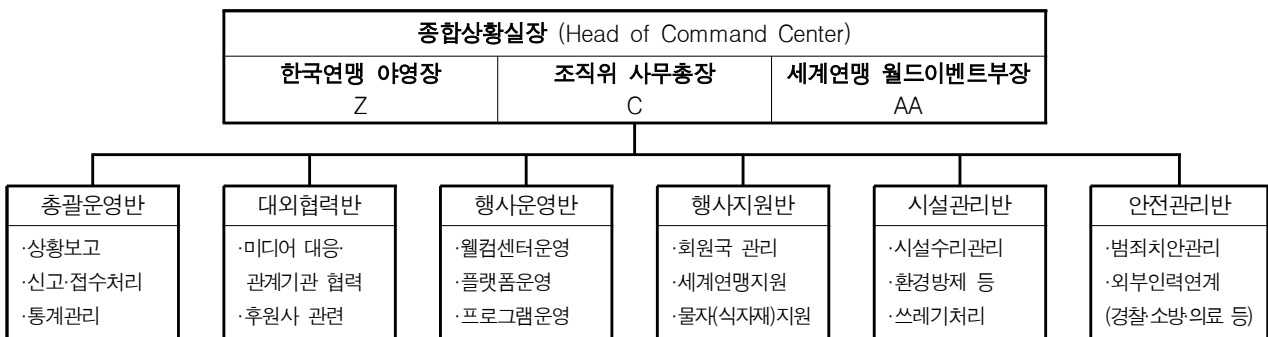 종합상황실장 (Head of Command Center)
한국연맹 야영장 조직위 사무총장 세계연맹 월드이벤트부장
Z C AA
총괄운영반
·상황보고
·신고·접수처리
·통계관리
대외협력반
·미디어 대응·
관계기관 협력
·후원사 관련
행사운영반
·웰컴센터운영
·플랫폼운영
·프로그램운영
행사지원반
·회원국 관리
·세계연맹지원
·물자(식자재)지원
시설관리반
·시설수리관리
·환경방제 등
·쓰레기처리
안전관리반
·범죄치안관리
·외부인력연계
(경찰·소방·의료 등)